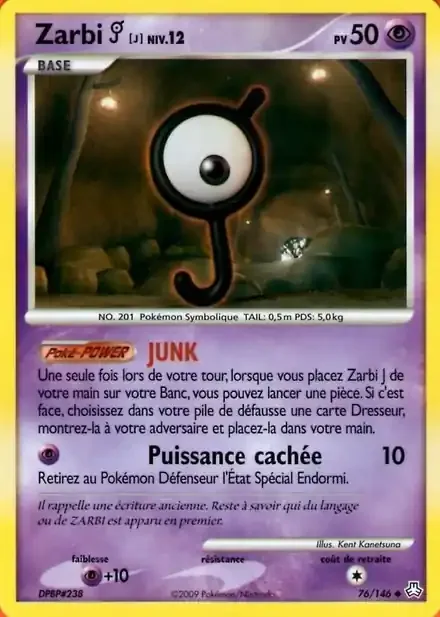 Zarbi J [J] NIV.12 PV 50
BASE
NO. 201 Pokémon Symbolique TAIL: 0,5m PDS: 5,0kg
Poké-POWER JUNK
Une seule fois lors de votre tour, lorsque vous placez Zarbi J de
votre main sur votre Banc, vous pouvez lancer une pièce. Si c'est
face, choisissez dans votre pile de défausse une carte Dresseur,
montrez-la à votre adversaire et placez-la dans votre main.
Puissance cachée 10
Retirez au Pokémon Défenseur l'État Spécial Endormi.
Il rappelle une écriture ancienne. Reste à savoir qui du langage
ou de ZARBI est apparu en premier.
Illus. Kent Kanetsuna
faiblesse résistance coût de retraite
+10
DPBP#238 ©2009 Pokémon/Nintendo 76/146